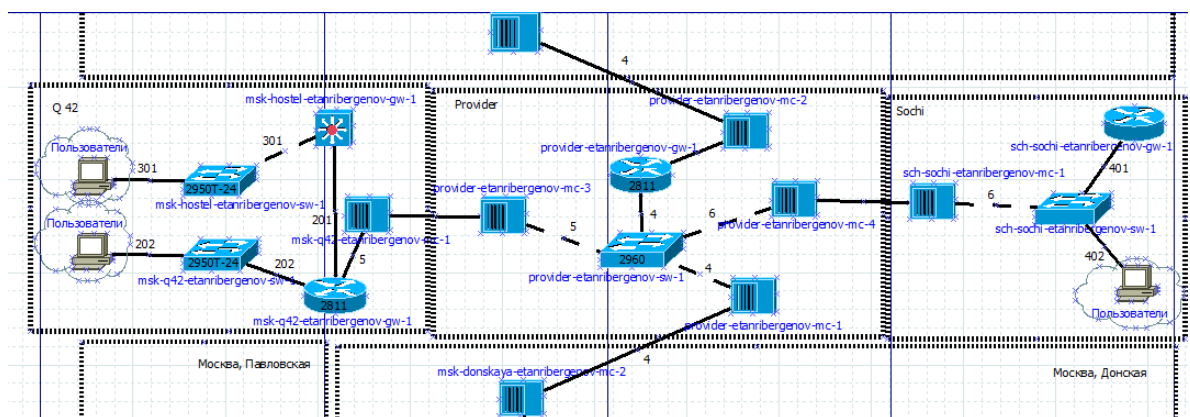 4
Q 42
msk-hostel-etanribergenov-gw-1
Provider
provider-etanribergenov-mc-2
Sochi
Пользователи
301
301
2950T-24
msk-hostel-etanribergenov-sw-1
provider-etanribergenov-gw-1
2811
sch-sochi-etanribergenov-gw-1
sch-sochi-etanribergenov-mc-1
401
provider-etanribergenov-mc-3
6
Пользователи
201
msk-q42-etanribergenov-mc-1
5
4
6
provider-etanribergenov-mc-4
sch-sochi-etanribergenov-sw-1
202
2950T-24
202
5
2960
402
msk-q42-etanribergenov-sw-1
provider-etanribergenov-sw-1
4
2811
msk-q42-etanribergenov-gw-1
provider-etanribergenov-mc-1
Пользователи
Москва, Павловская
4
msk-donskaya-etanribergenov-mc-2
Москва, Донская